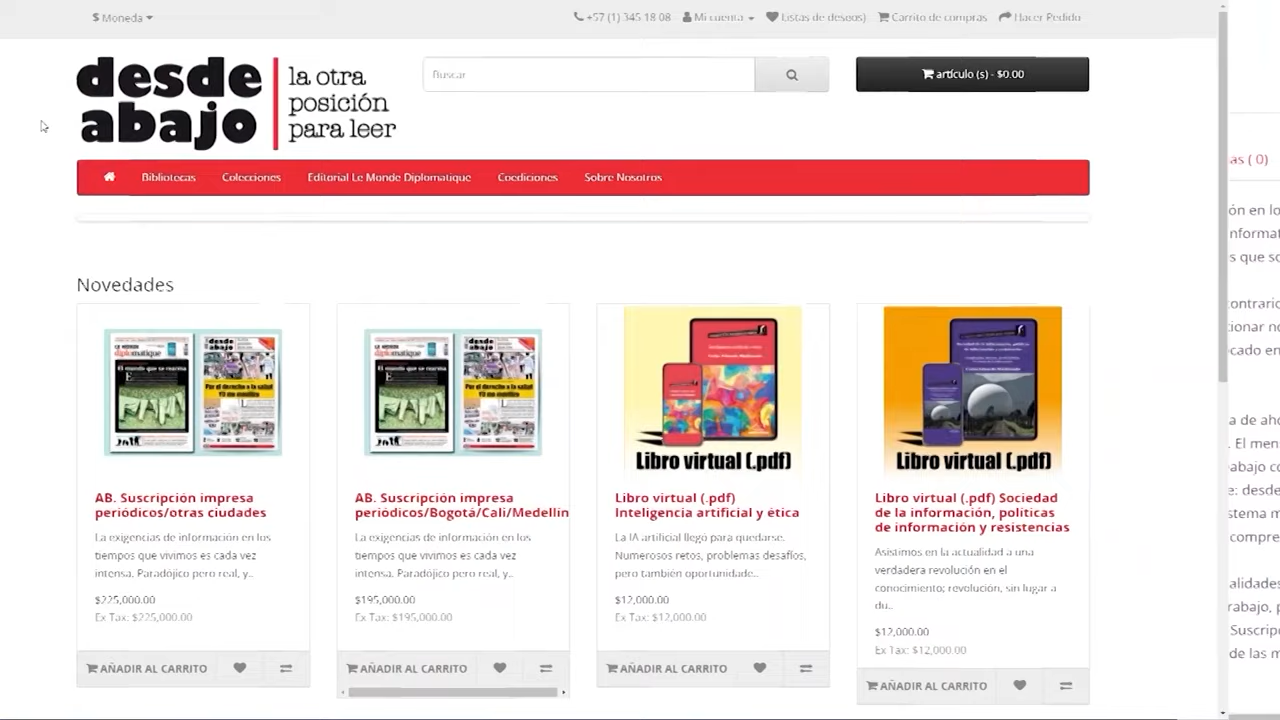 $ Moneda
+57 (1) 345 18 08
Mi cuenta
Listas de deseos)
Carrito de compras
Hacer Pedido
desde abajo
la otra
posición
para leer
Buscar
artículo (s) - $0.00
Bibliotecas
Colecciones
Editorial Le Monde Diplomatique
Coediciones
Sobre Nosotros
as ( 0)
Novedades
Libro virtual (.pdf)
Libro virtual (.pdf)
AB. Suscripción impresa
periódicos/otras ciudades
La exigencias de información en los
tiempos que vivimos es cada vez
intensa. Paradójico pero real, y..
$225,000.00
Ex Tax: $225,000.00
AÑADIR AL CARRITO
AB. Suscripción impresa
periódicos/Bogotá/Cali/Medellín
La exigencias de información en los
tiempos que vivimos es cada vez
intensa. Paradójico pero real, y..
$195,000.00
Ex Tax: $195,000.00
AÑADIR AL CARRITO
Libro virtual (.pdf)
Inteligencia artificial y ética
La IA artificial llegó para quedarse.
Numerosos retos, problemas desafíos,
pero también oportunidade..
$12,000.00
Ex Tax: $12,000.00
AÑADIR AL CARRITO
Libro virtual (.pdf) Sociedad
de la información, políticas
de información y resistencias
Asistimos en la actualidad a una
verdadera revolución en el
conocimiento; revolución, sin lugar a
du..
$12,000.00
Ex Tax: $12,000.00
AÑADIR AL CARRITO